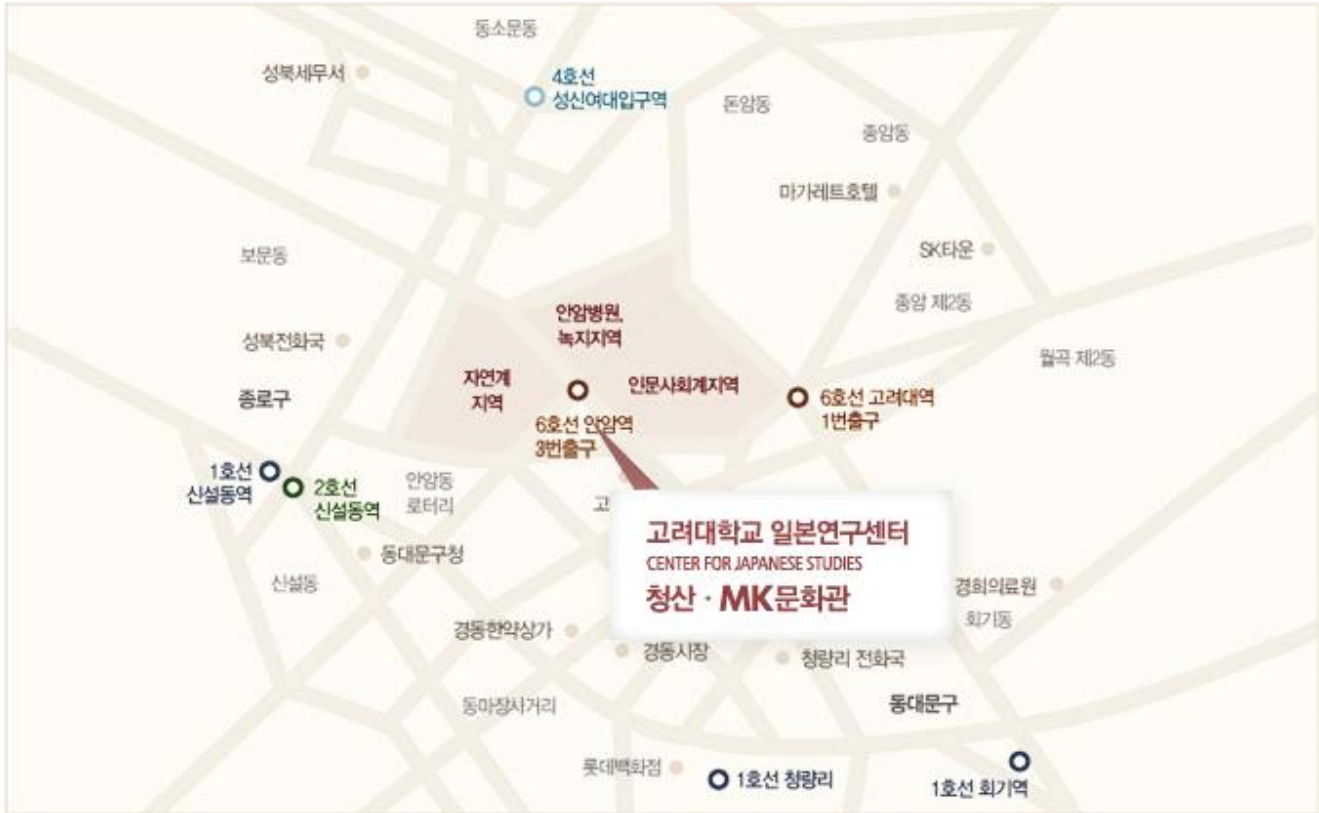 동소문동
성북세무서
4호선
성신여대입구역
돈암동
종암동
마가레트호텔
보문동
SK타운
종암 제2동
안암병원,
녹지지역
성북전화국
월곡 제2동
자연계
지역
인문사회계지역
종로구
6호선 고려대역
1번출구
6호선 안암역
3번출구
1호선
신설동역
2호선
신설동역
안암동
로터리
고
고려대학교 일본연구센터
CENTER FOR JAPANESE STUDIES
청산 · MK문화관
동대문구청
신설동
경희의료원
회기동
경동한약상가
경동시장
청량리 전화국
동마장사거리
동대문구
롯데백화점
1호선 청량리
1호선 회기역